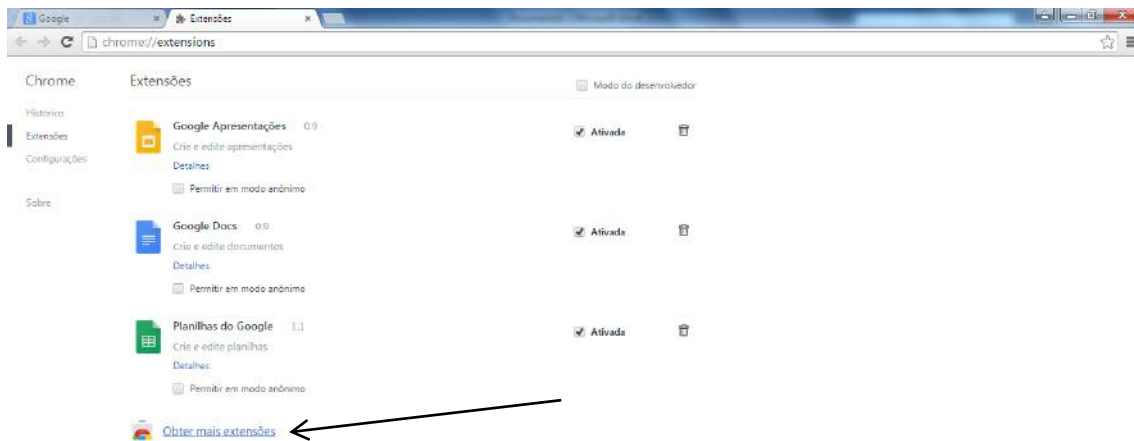 Google
Extensões
chrome://extensions
Chrome
Extensões
Modo do desenvolvedor
Histórico
Extensões
Configurações
Sobre
Google Apresentações 0.9
Ativada
Crie e edite apresentações
Detalhes
Permitir em modo anônimo
Google Docs 0.9
Ativada
Crie e edite documentos
Detalhes
Permitir em modo anônimo
Planilhas do Google 1.1
Ativada
Crie e edite planilhas
Detalhes
Permitir em modo anônimo
Obter mais extensões